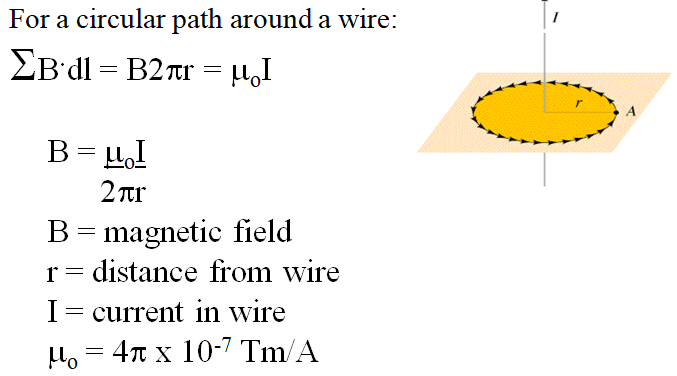 For a circular path around a wire:
∑B·dl = B2πr = μₒI
B = μₒI
2πr
B = magnetic field
r = distance from wire
I = current in wire
μₒ = 4π x 10⁻⁷ Tm/A
I
r
A